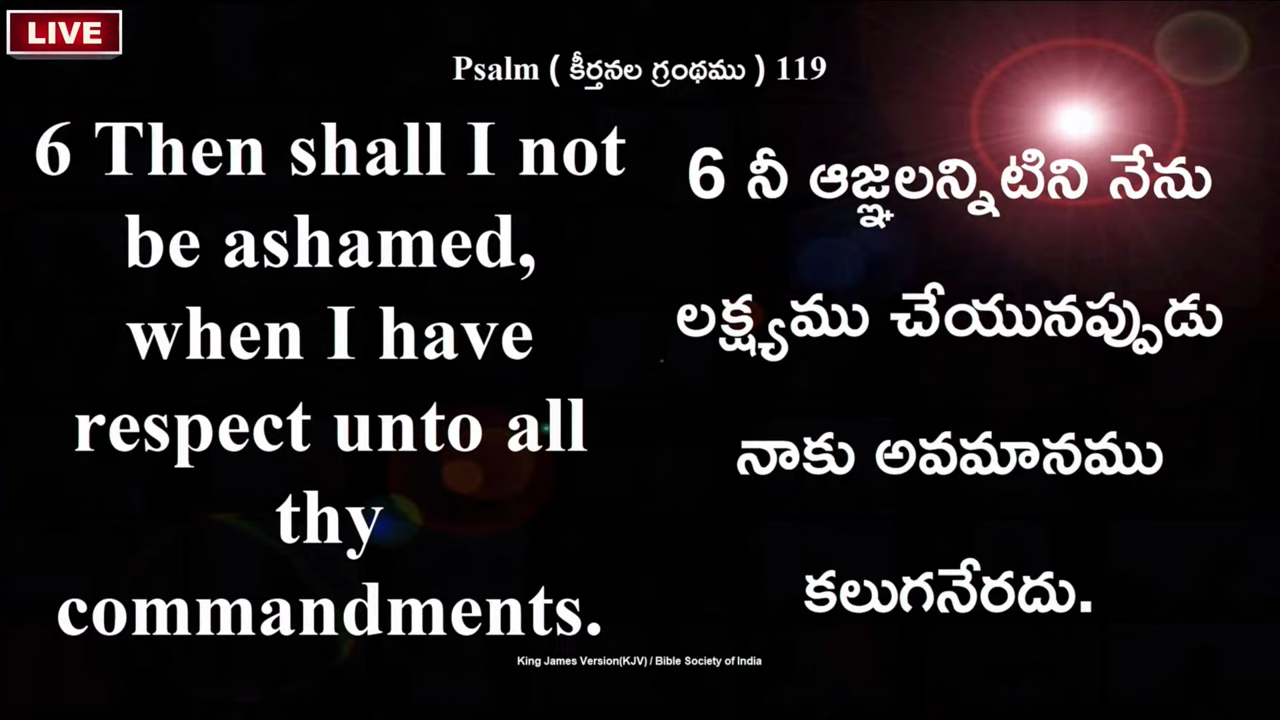 LIVE
Psalm ( కీర్తనల గ్రంథము ) 119
6 Then shall I not
be ashamed,
when I have
respect unto all
thy
commandments.
6 నీ ఆజ్ఞలన్నిటిని నేను
లక్ష్యము చేయునప్పుడు
నాకు అవమానము
కలుగనేరదు.
King James Version(KJV) / Bible Society of India